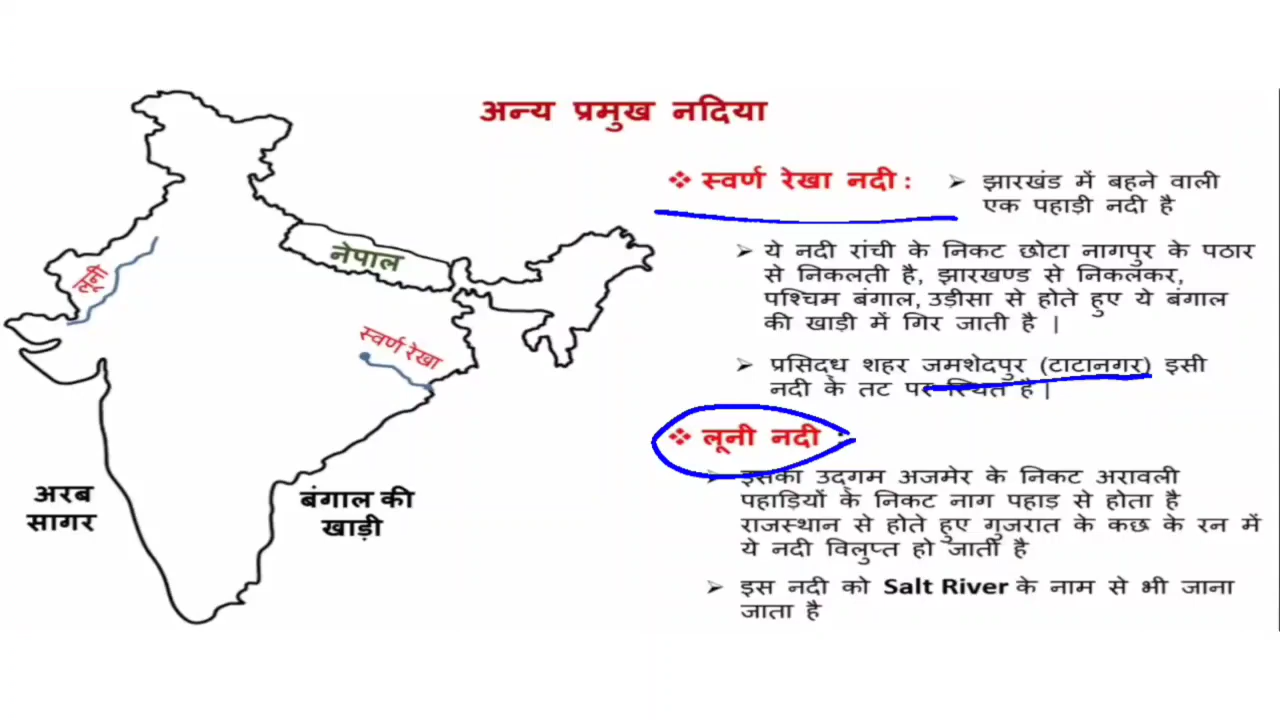 अन्य प्रमुख नदिया
❖ स्वर्ण रेखा नदी :
➢ झारखंड में बहने वाली
एक पहाड़ी नदी है
➢ ये नदी रांची के निकट छोटा नागपुर के पठार
से निकलती है, झारखण्ड से निकलकर,
पश्चिम बंगाल, उड़ीसा से होते हुए ये बंगाल
की खाड़ी में गिर जाती है |
➢ प्रसिद्ध शहर जमशेदपुर (टाटानगर) इसी
नदी के तट पर स्थित है |
❖ लूनी नदी :
➢ इसका उद्गम अजमेर के निकट अरावली
पहाड़ियों के निकट नाग पहाड़ से होता है
राजस्थान से होते हुए गुजरात के कछ के रन में
ये नदी विलुप्त हो जाती है
➢ इस नदी को Salt River के नाम से भी जाना
जाता है
नेपाल
लूनी
स्वर्ण रेखा
अरब
सागर
बंगाल की
खाड़ी